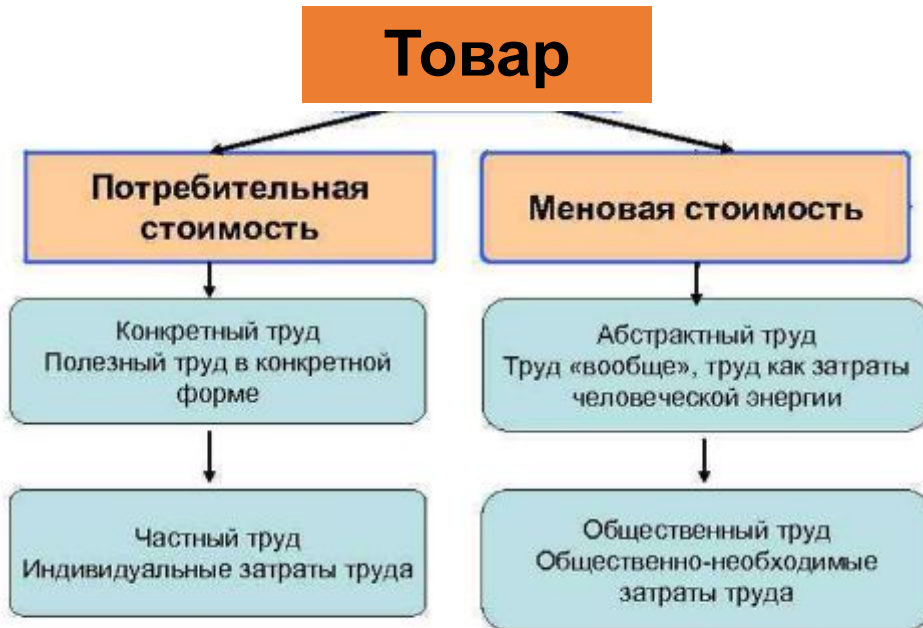 Товар
Потребительная
стоимость
Меновая стоимость
Конкретный труд
Полезный труд в конкретной
форме
Абстрактный труд
Труд «вообще», труд как затраты
человеческой энергии
Частный труд
Индивидуальные затраты труда
Общественный труд
Общественно-необходимые
затраты труда